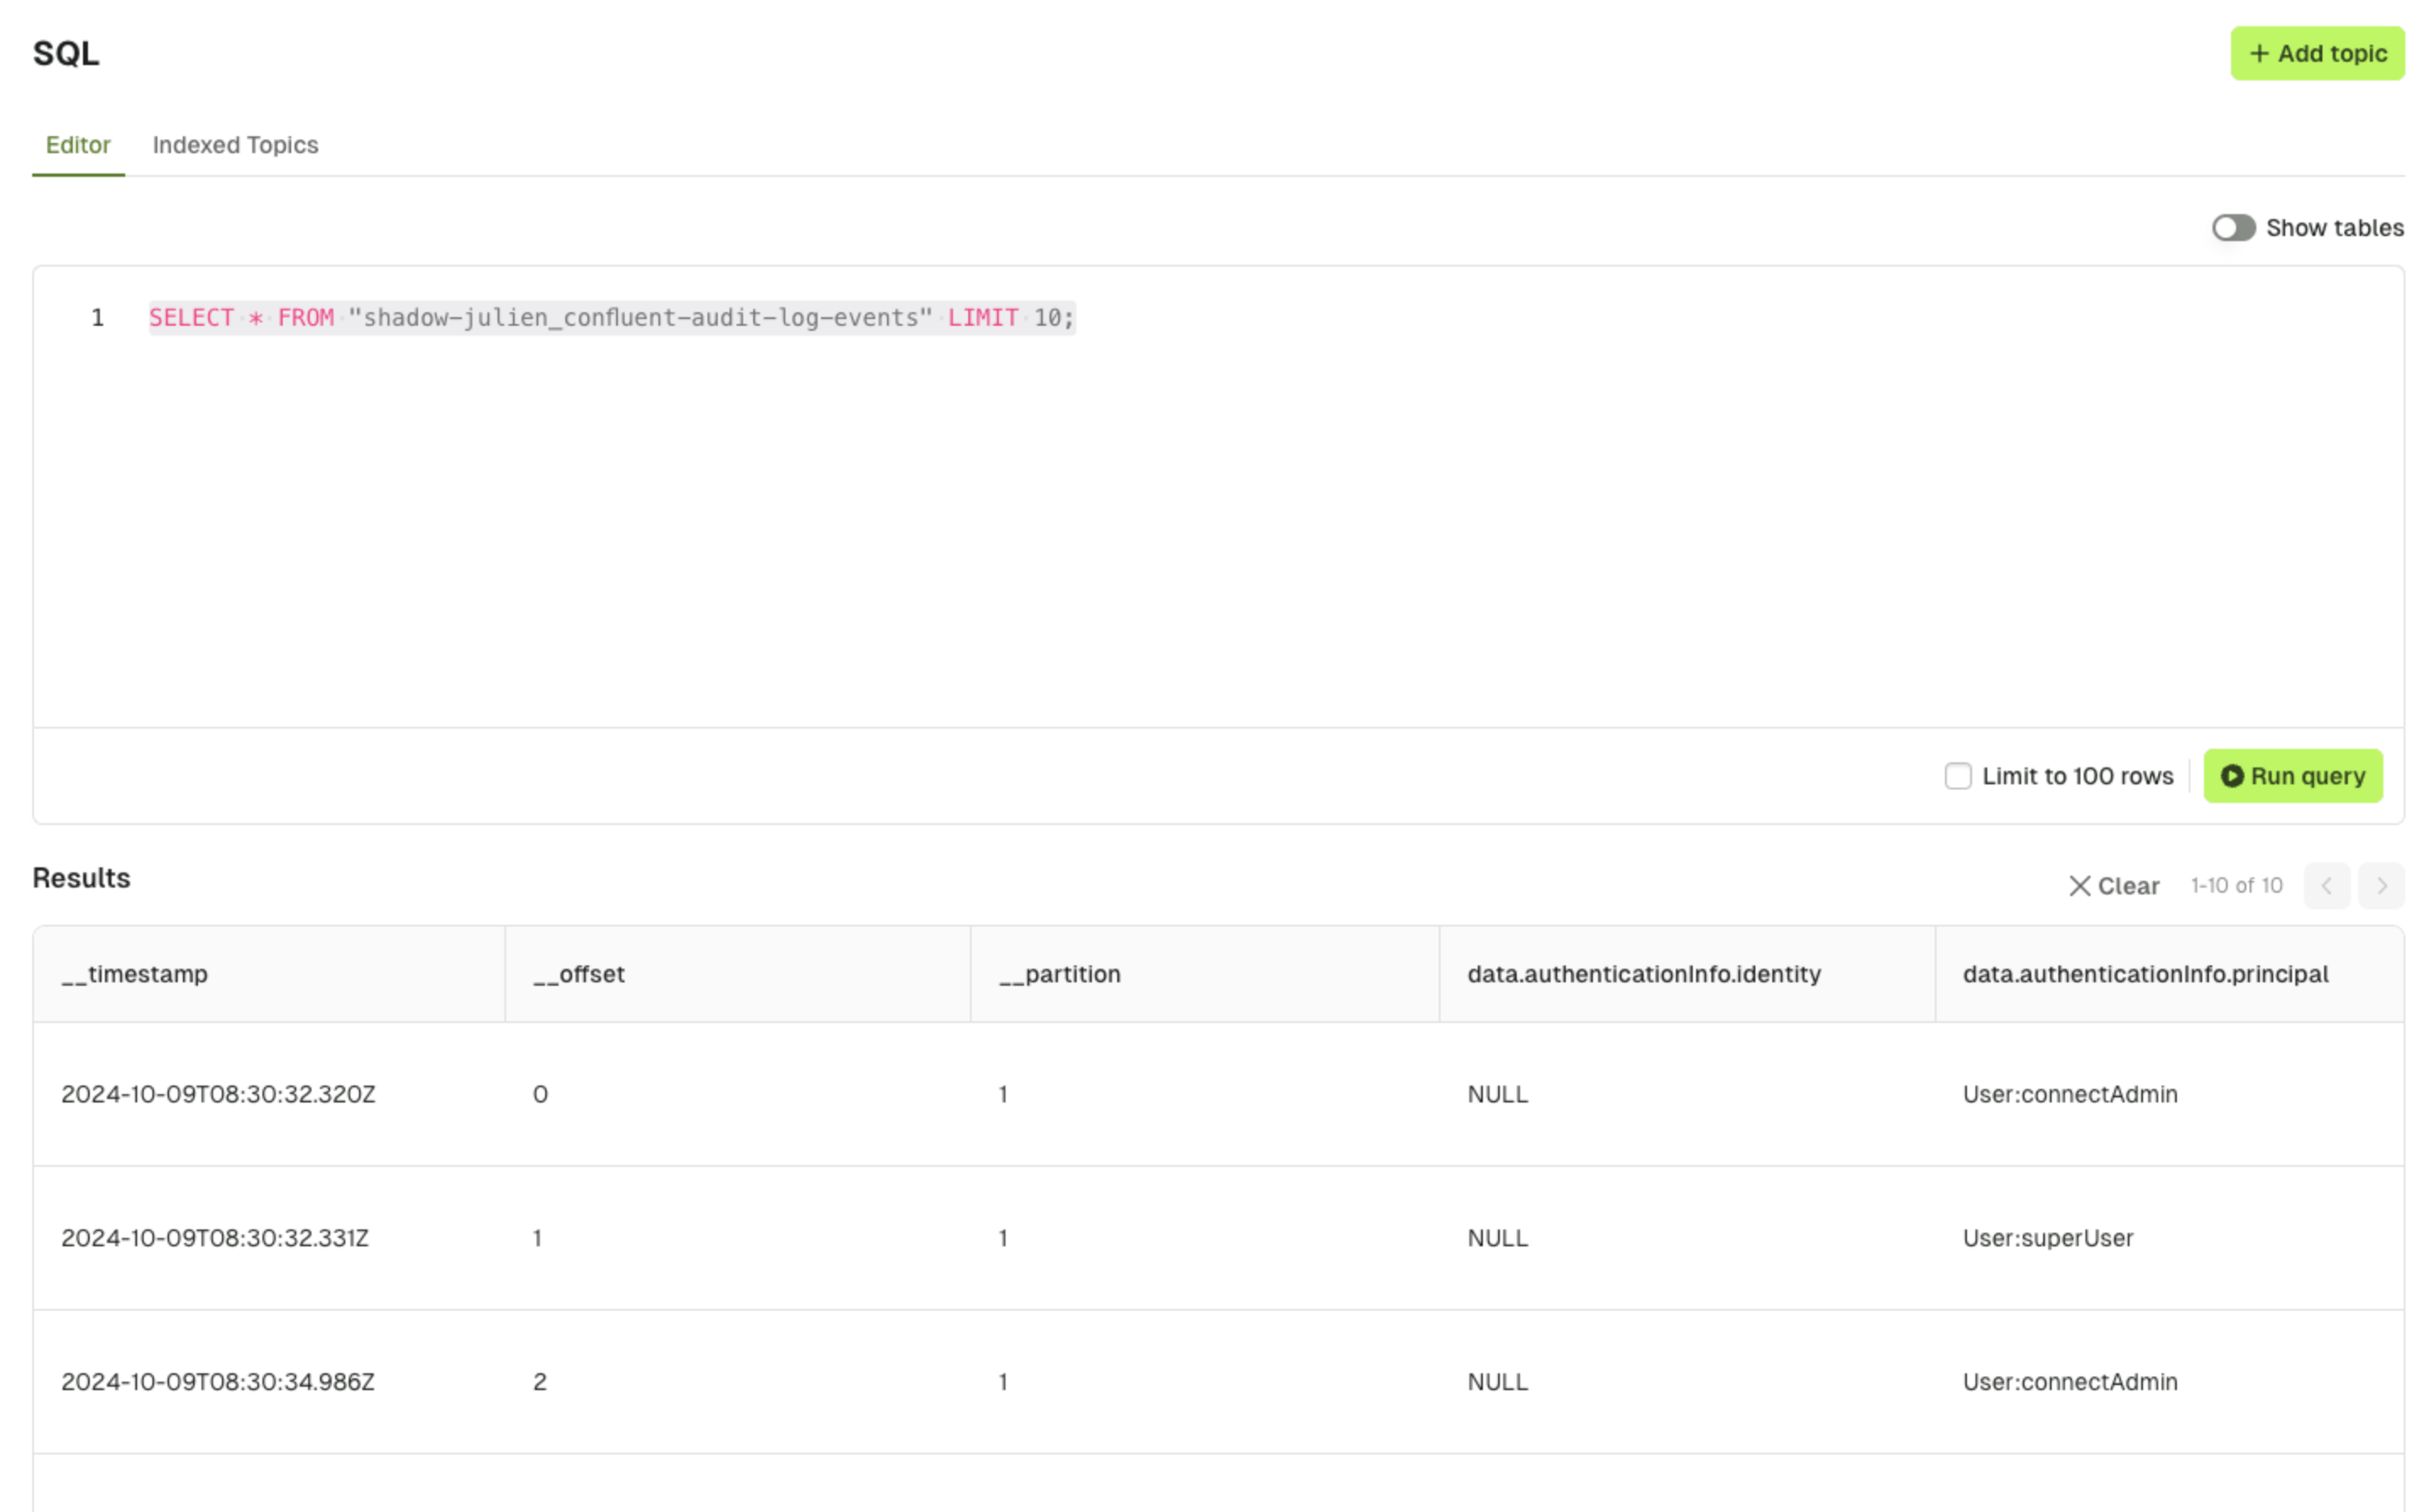 SQL
+ Add topic
Editor Indexed Topics
Show tables
1 SELECT * FROM "shadow-julien_confluent-audit-log-events" LIMIT 10;
Limit to 100 rows Run query
Results
Clear 1-10 of 10
__timestamp __offset __partition data.authenticationInfo.identity data.authenticationInfo.principal
2024-10-09T08:30:32.320Z 0 1 NULL User:connectAdmin
2024-10-09T08:30:32.331Z 1 1 NULL User:superUser
2024-10-09T08:30:34.986Z 2 1 NULL User:connectAdmin